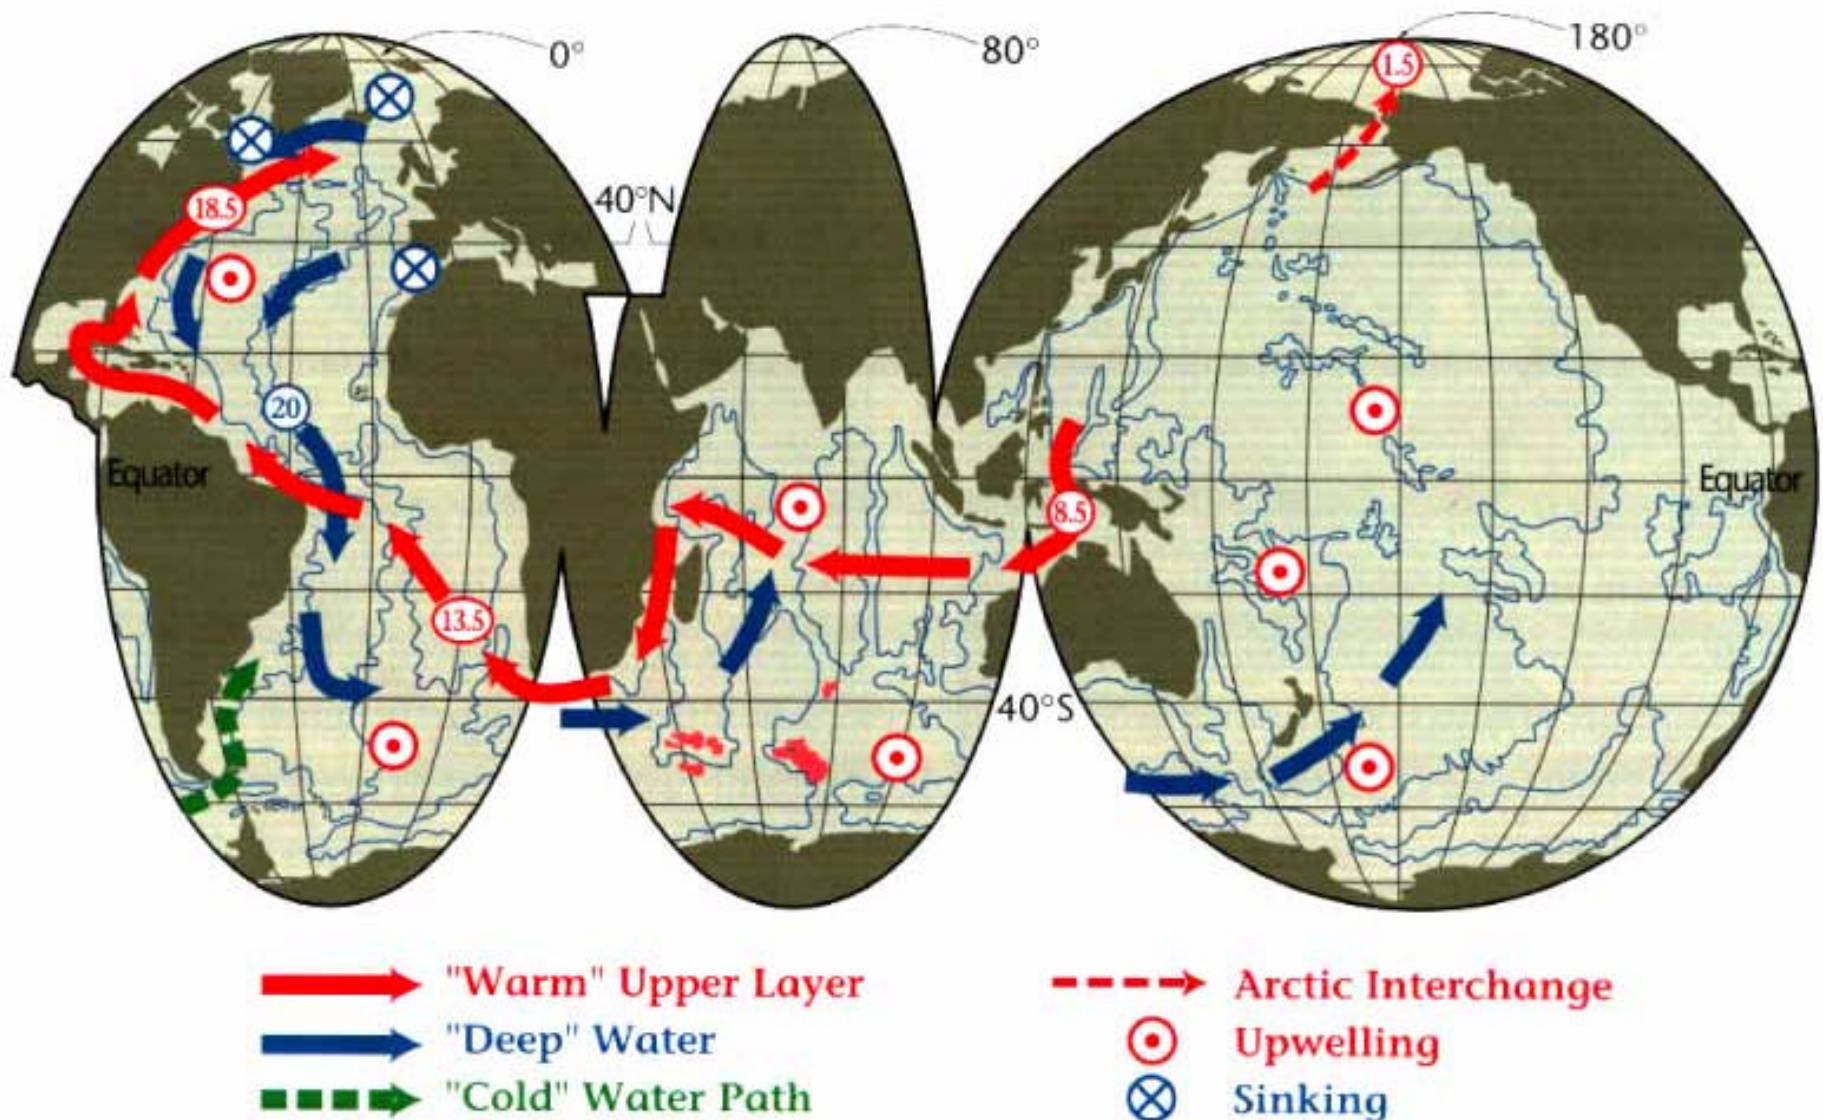 0°
80°
180°
1.5
40°N
18.5
20
Equator
Equator
8.5
13.5
40°S
"Warm" Upper Layer
"Deep" Water
"Cold" Water Path
Arctic Interchange
Upwelling
Sinking